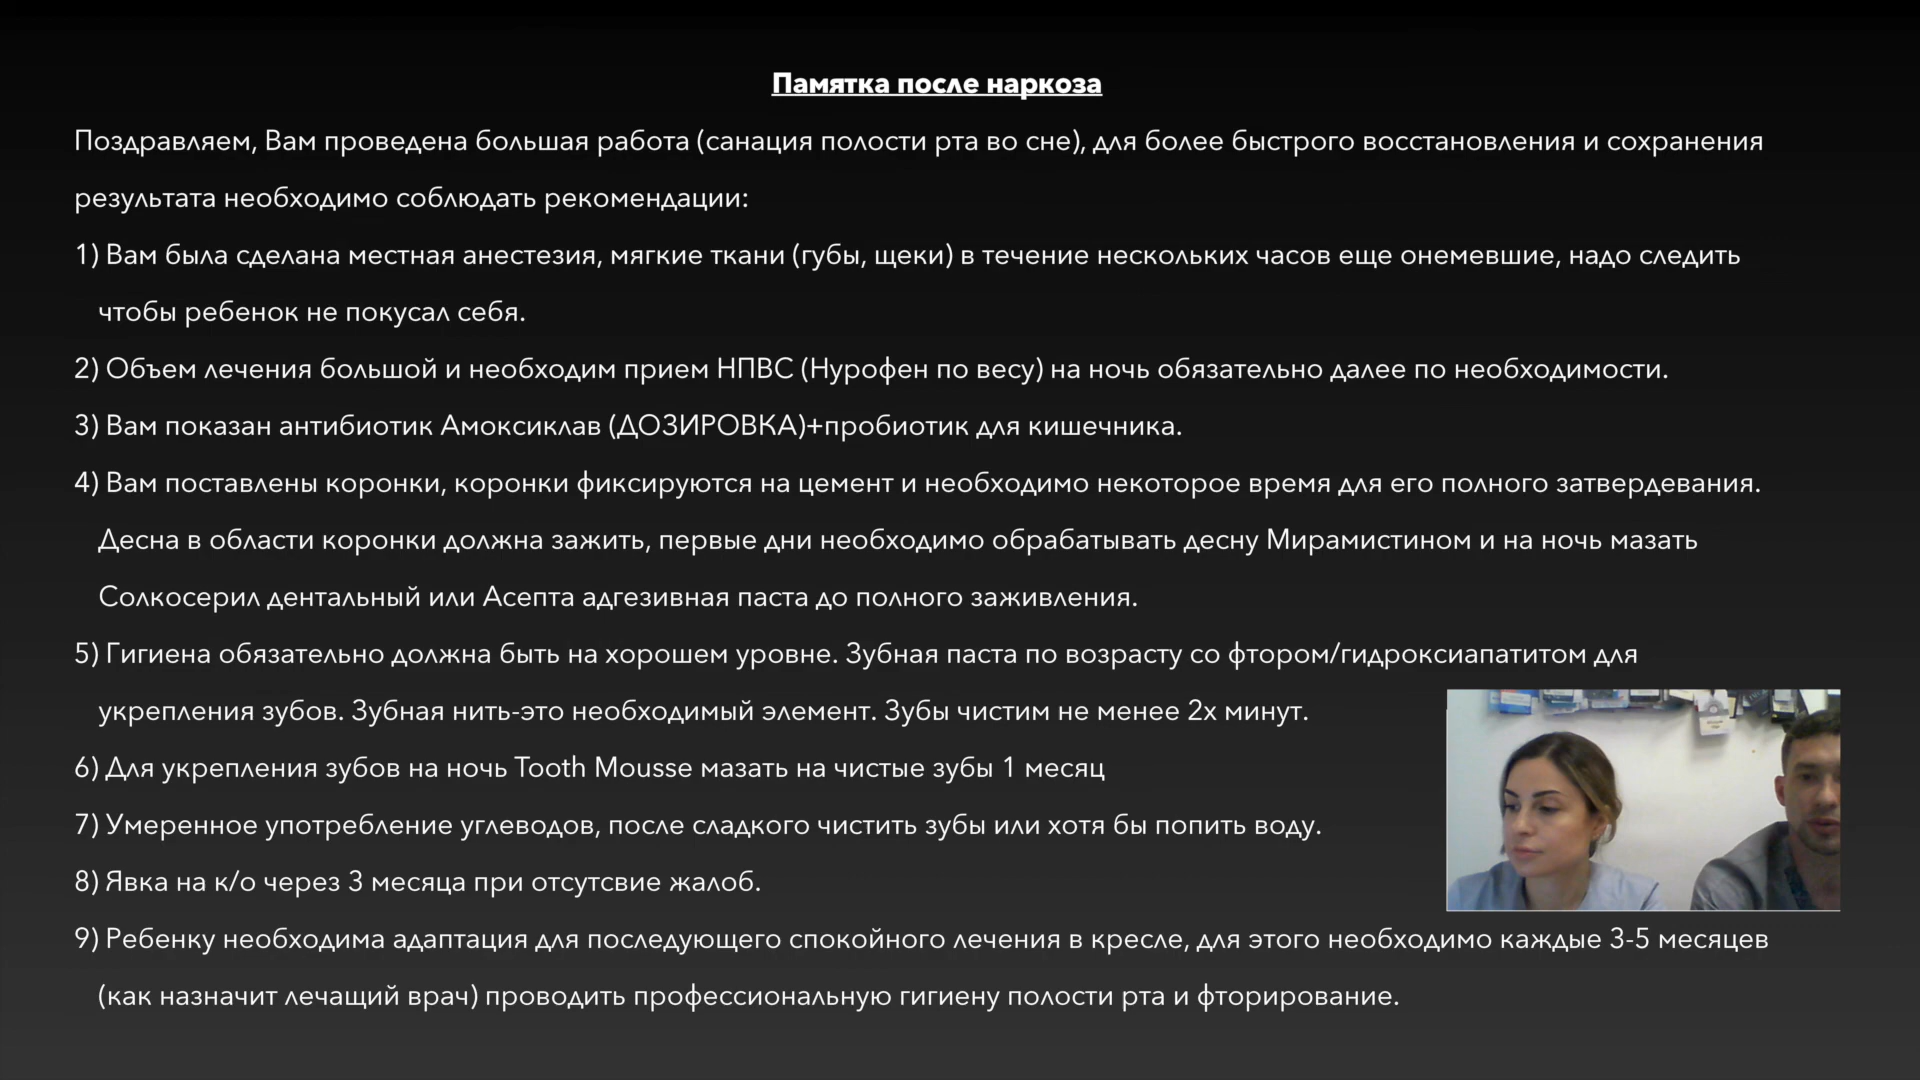 Памятка после наркоза
Поздравляем, Вам проведена большая работа (санация полости рта во сне), для более быстрого восстановления и сохранения
результата необходимо соблюдать рекомендации:
1) Вам была сделана местная анестезия, мягкие ткани (губы, щеки) в течение нескольких часов еще онемевшие, надо следить
чтобы ребенок не покусал себя.
2) Объем лечения большой и необходим прием НПВС (Нурофен по весу) на ночь обязательно далее по необходимости.
3) Вам показан антибиотик Амоксиклав (ДОЗИРОВКА)+пробиотик для кишечника.
4) Вам поставлены коронки, коронки фиксируются на цемент и необходимо некоторое время для его полного затвердевания.
Десна в области коронки должна зажить, первые дни необходимо обрабатывать десну Мирамистином и на ночь мазать
Солкосерил дентальный или Асепта адгезивная паста до полного заживления.
5) Гигиена обязательно должна быть на хорошем уровне. Зубная паста по возрасту со фтором/гидроксиапатитом для
укрепления зубов. Зубная нить-это необходимый элемент. Зубы чистим не менее 2х минут.
6) Для укрепления зубов на ночь Tooth Mousse мазать на чистые зубы 1 месяц
7) Умеренное употребление углеводов, после сладкого чистить зубы или хотя бы попить воду.
8) Явка на к/о через 3 месяца при отсутсвие жалоб.
9) Ребенку необходима адаптация для последующего спокойного лечения в кресле, для этого необходимо каждые 3-5 месяцев
(как назначит лечащий врач) проводить профессиональную гигиену полости рта и фторирование.